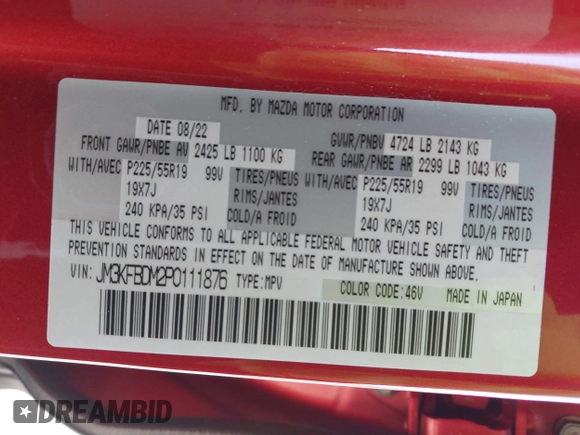 MFD. BY MAZDA MOTOR CORPORATION
DATE 08/22 GVWR/PNBV 4724 LB 2143 KG
FRONT GAWR/PNBE AV 2425 LB 1100 KG REAR GAWR/PNBE AR 2299 LB 1043 KG
WITH/AVEC P225/55R19 99V TIRES/PNEUS WITH/AVEC P225/55R19 99V TIRES/PNEUS
19X7J RIMS/JANTES 19X7J RIMS/JANTES
240 KPA/35 PSI COLD/A FROID 240 KPA/35 PSI COLD/A FROID
THIS VEHICLE CONFORMS TO ALL APPLICABLE FEDERAL MOTOR VEHICLE SAFETY AND THEFT
PREVENTION STANDARDS IN EFFECT ON THE DATE OF MANUFACTURE SHOWN ABOVE.
VIN: JM3KFBDM2P0111876 TYPE:MPV COLOR CODE:46V MADE IN JAPAN
DREAMBID